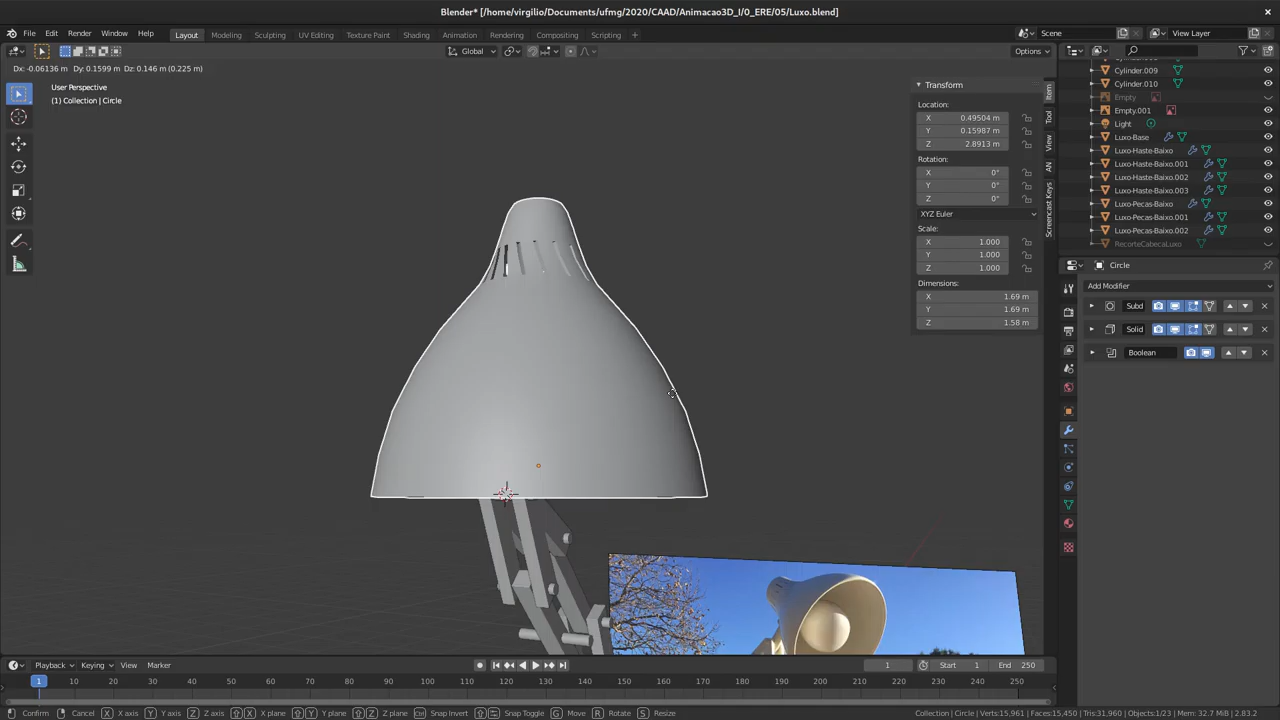 Blender* [/home/virgilio/Documents/ufmg/2020/CAAD/Animacao3D_I/0_ERE/05/Luxo.blend]
File Edit Render Window Help Layout Modeling Sculpting UV Editing Texture Paint Shading Animation Rendering Compositing Scripting + Scene View Layer
Global Options
Dx: -0.06136 m Dy: 0.1599 m Dz: 0.146 m (0.225 m)
User Perspective
(1) Collection | Circle
Transform
Location:
X 0.49504 m
Y 0.15987 m
Z 2.8913 m
Rotation:
X 0°
Y 0°
Z 0°
XYZ Euler
Scale:
X 1.000
Y 1.000
Z 1.000
Dimensions:
X 1.69 m
Y 1.69 m
Z 1.58 m
Item
Tool
View
AN
Screencast Keys
Cylinder.009
Cylinder.010
Empty
Empty.001
Light
Luxo-Base
Luxo-Haste-Baixo
Luxo-Haste-Baixo.001
Luxo-Haste-Baixo.002
Luxo-Haste-Baixo.003
Luxo-Pecas-Baixo
Luxo-Pecas-Baixo.001
Luxo-Pecas-Baixo.002
RecorteCabecaLuxo
Circle
Add Modifier
Subd
Solid
Boolean
Playback Keying View Marker 1 Start 1 End 250
1 10 20 30 40 50 60 70 80 90 100 110 120 130 140 150 160 170 180 190 200 210 220 230 240 250
Confirm Cancel X X axis Y Y axis Z Z axis X X plane Y Y plane Z Z plane Snap Invert Snap Toggle G Move R Rotate S Resize Collection | Circle | Verts:15,961 | Faces:15,450 | Tris:31,960 | Objects:1/23 | Mem: 32.7 MiB | 2.83.2